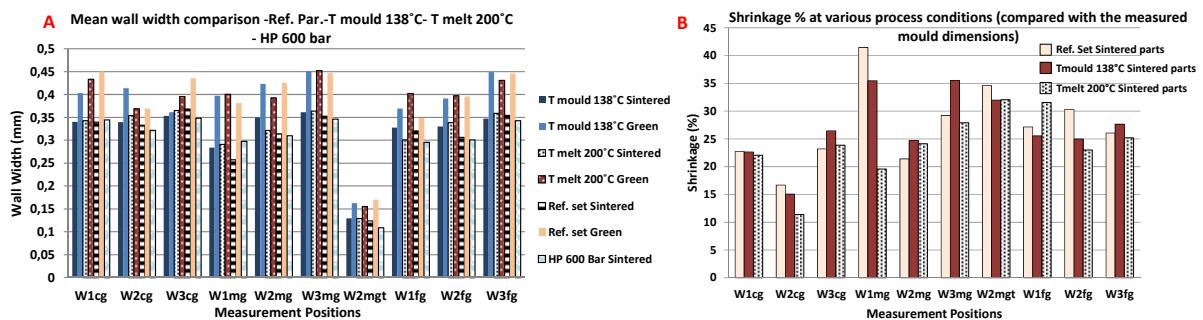 A
Mean wall width comparison -Ref. Par.-T mould 138˚C- T melt 200˚C
- HP 600 bar
Wall Width (mm)
0,5
0,45
0,4
0,35
0,3
0,25
0,2
0,15
0,1
0,05
0
W1cg W2cg W3cg W1mg W2mg W3mg W2mgt W1fg W2fg W3fg
Measurement Positions
T mould 138˚C Sintered
T mould 138˚C Green
T melt 200˚C Sintered
T melt 200˚C Green
Ref. set Sintered
Ref. set Green
HP 600 Bar Sintered
B
Shrinkage % at various process conditions (compared with the measured
mould dimensions)
Shrinkage (%)
45
40
35
30
25
20
15
10
5
0
W1cg W2cg W3cg W1mg W2mg W3mg W2mgt W1fg W2fg W3fg
Measurement Positions
Ref. Set Sintered parts
Tmould 138°C Sintered parts
Tmelt 200°C Sintered parts